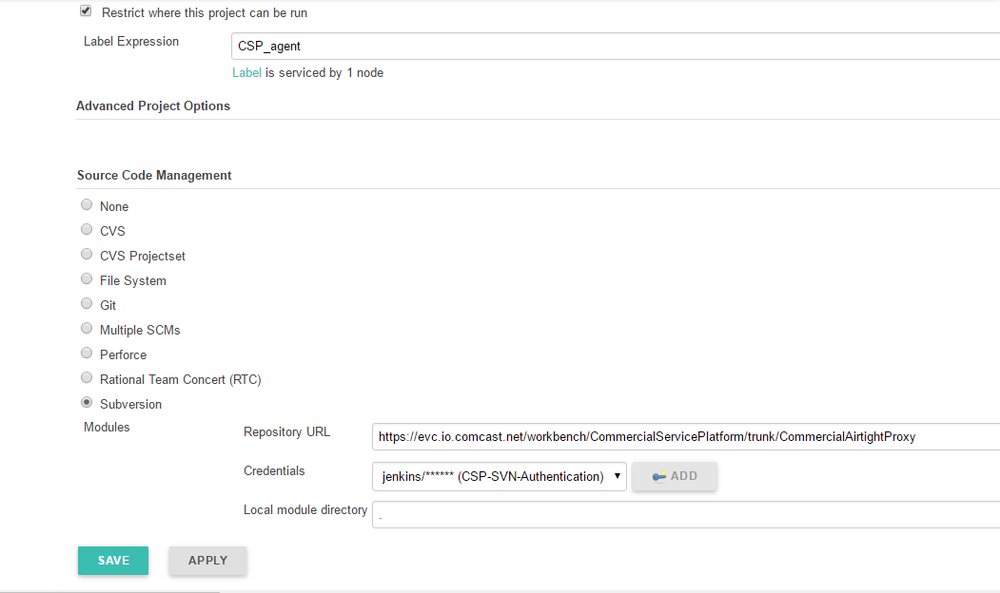 Restrict where this project can be run
Label Expression
CSP_agent
Label is serviced by 1 node
Advanced Project Options
Source Code Management
None
CVS
CVS Projectset
File System
Git
Multiple SCMs
Perforce
Rational Team Concert (RTC)
Subversion
Modules
Repository URL
https://evc.io.comcast.net/workbench/CommercialServicePlatform/trunk/CommercialAirtightProxy
Credentials
jenkins/****** (CSP-SVN-Authentication)
ADD
Local module directory
.
SAVE
APPLY